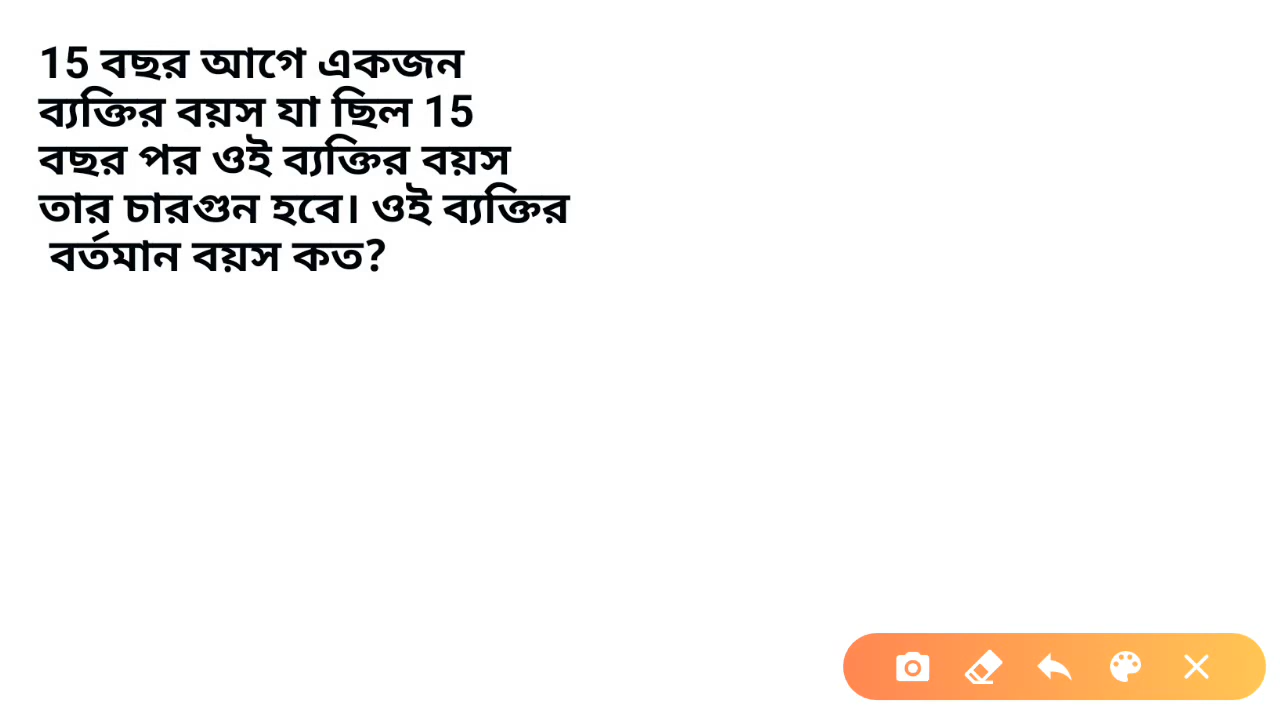 15 বছর আগে একজন
ব্যক্তির বয়স যা ছিল 15
বছর পর ওই ব্যক্তির বয়স
তার চারগুন হবে। ওই ব্যক্তির
বর্তমান বয়স কত?